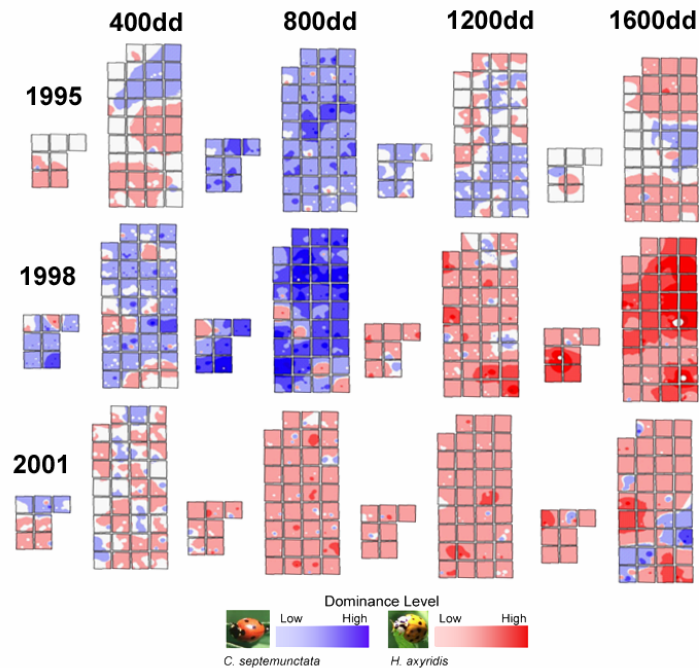 400dd 800dd 1200dd 1600dd
1995
1998
2001
Dominance Level
Low High Low High
C. septemunctata H. axyridis